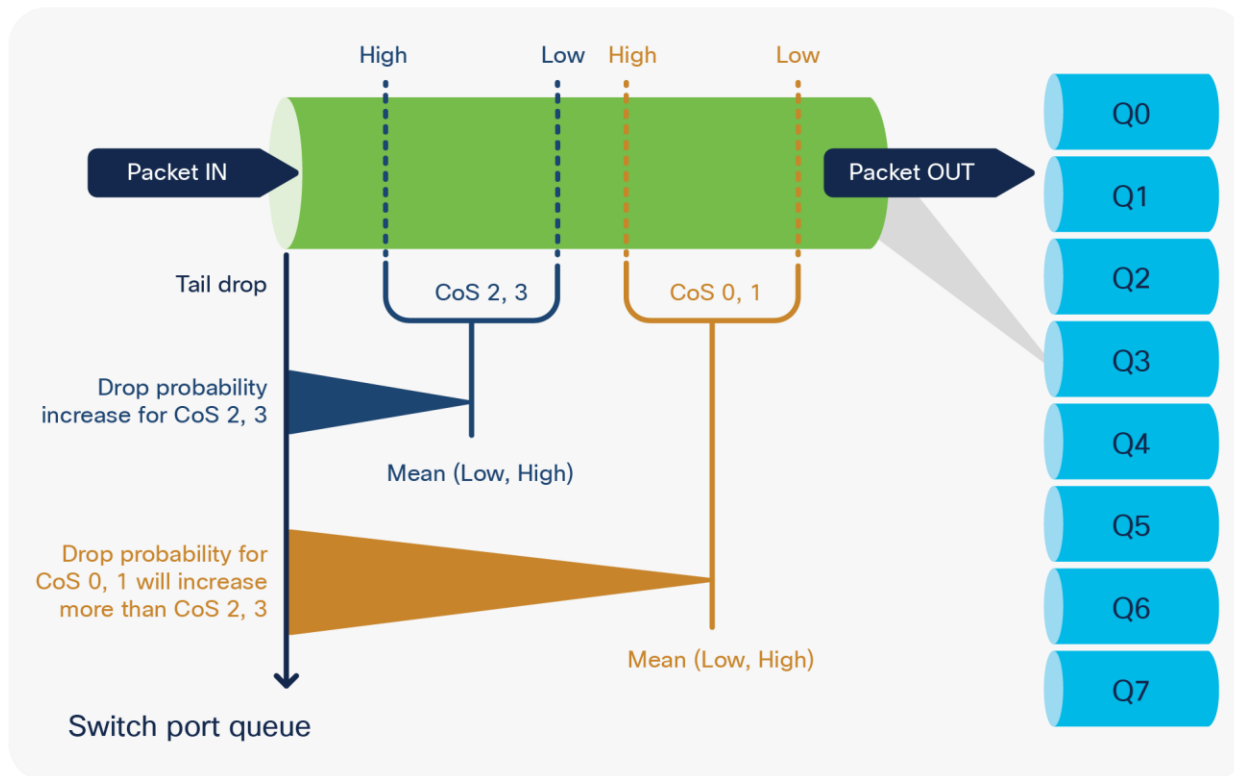 High
Low
High
Low
Packet IN
Packet OUT
Tail drop
CoS 2, 3
CoS 0, 1
Drop probability
increase for CoS 2, 3
Mean (Low, High)
Drop probability for
CoS 0, 1 will increase
more than CoS 2, 3
Mean (Low, High)
Switch port queue
Q0
Q1
Q2
Q3
Q4
Q5
Q6
Q7